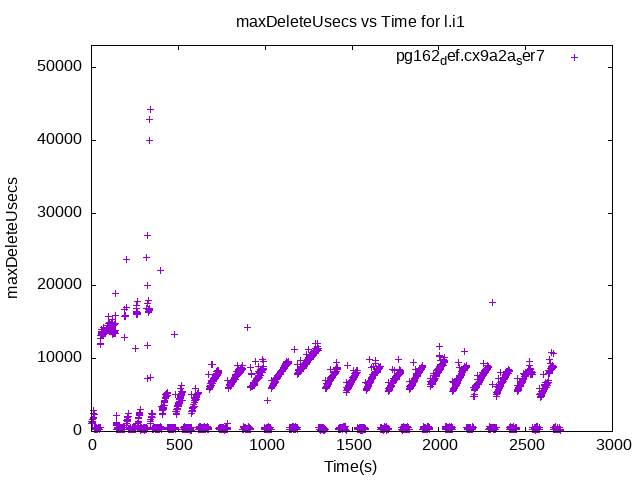 maxDeleteUsecs vs Time for l.i1
pg162def.cx9a2aser7
50000
40000
30000
20000
10000
0
maxDeleteUsecs
0 500 1000 1500 2000 2500 3000
Time(s)